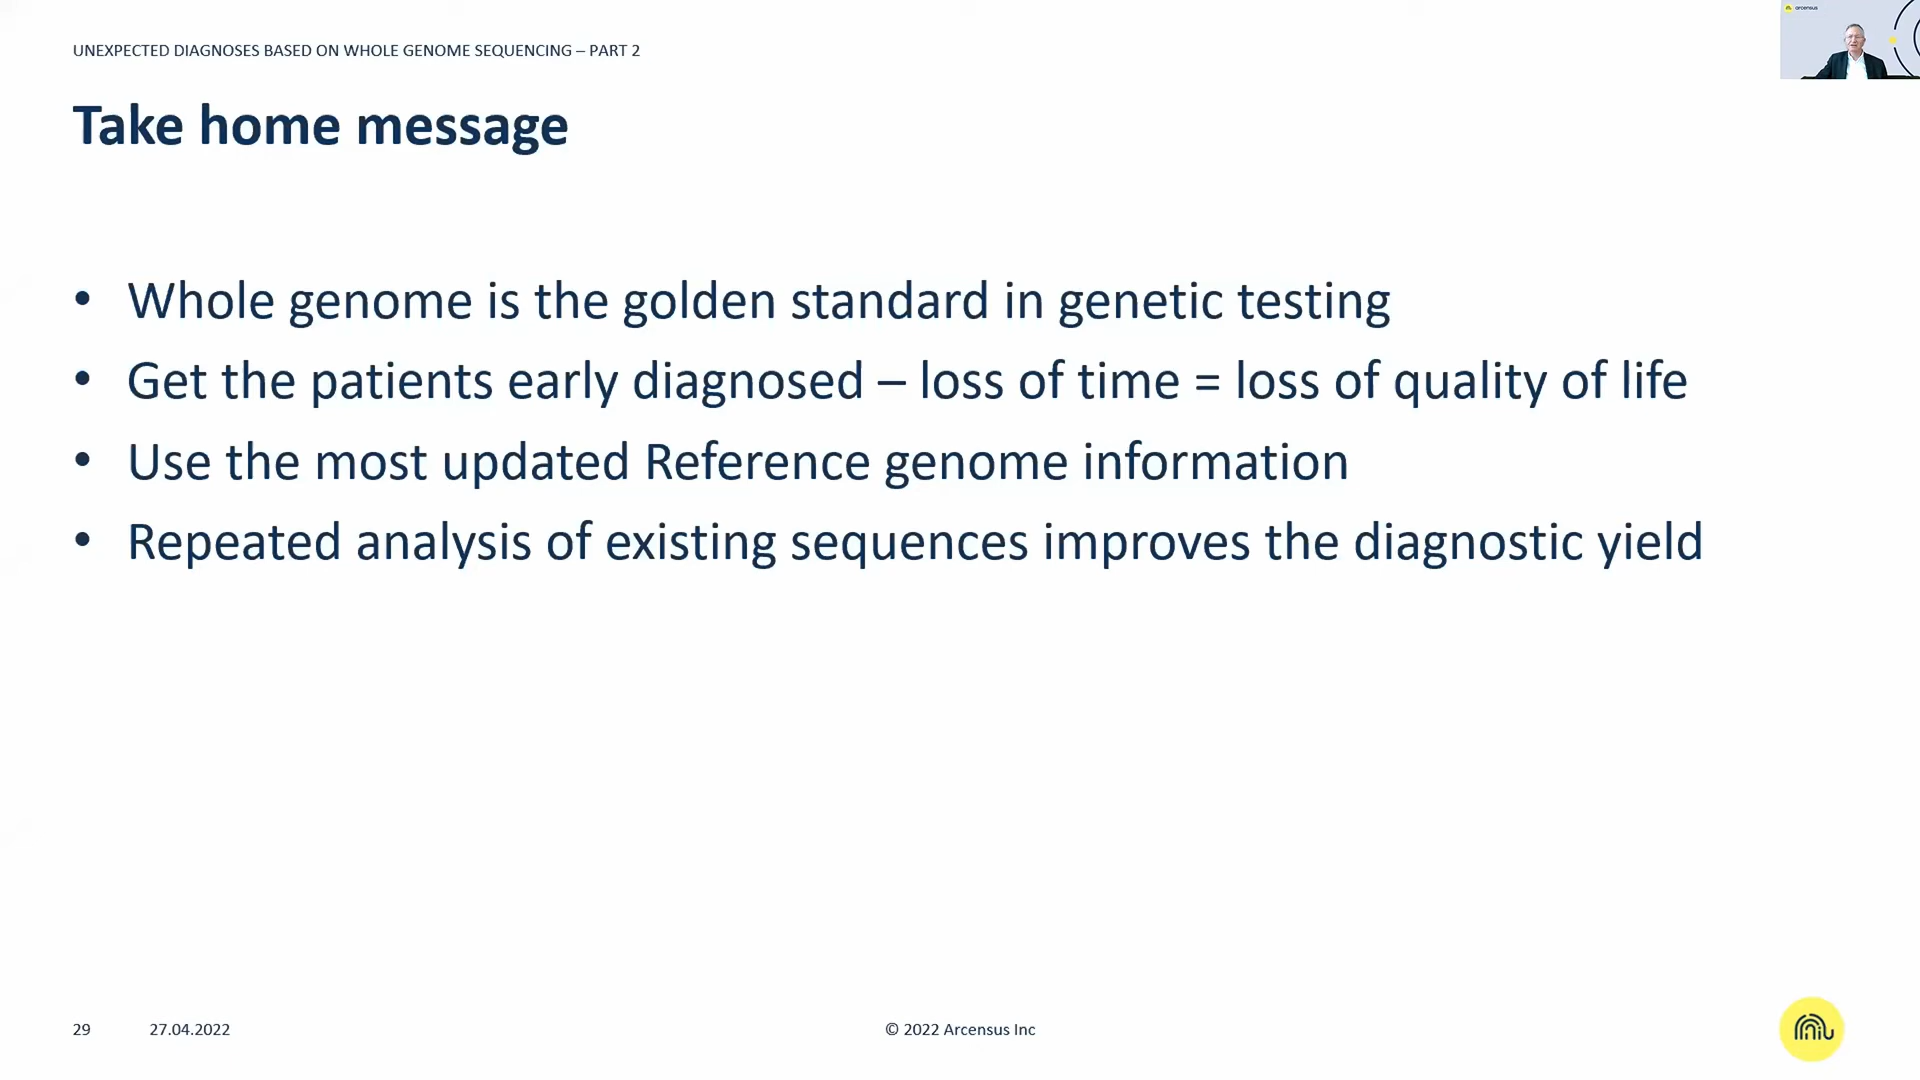 arcensus
UNEXPECTED DIAGNOSES BASED ON WHOLE GENOME SEQUENCING – PART 2
Take home message
• Whole genome is the golden standard in genetic testing
• Get the patients early diagnosed – loss of time = loss of quality of life
• Use the most updated Reference genome information
• Repeated analysis of existing sequences improves the diagnostic yield
29 27.04.2022 © 2022 Arcensus Inc